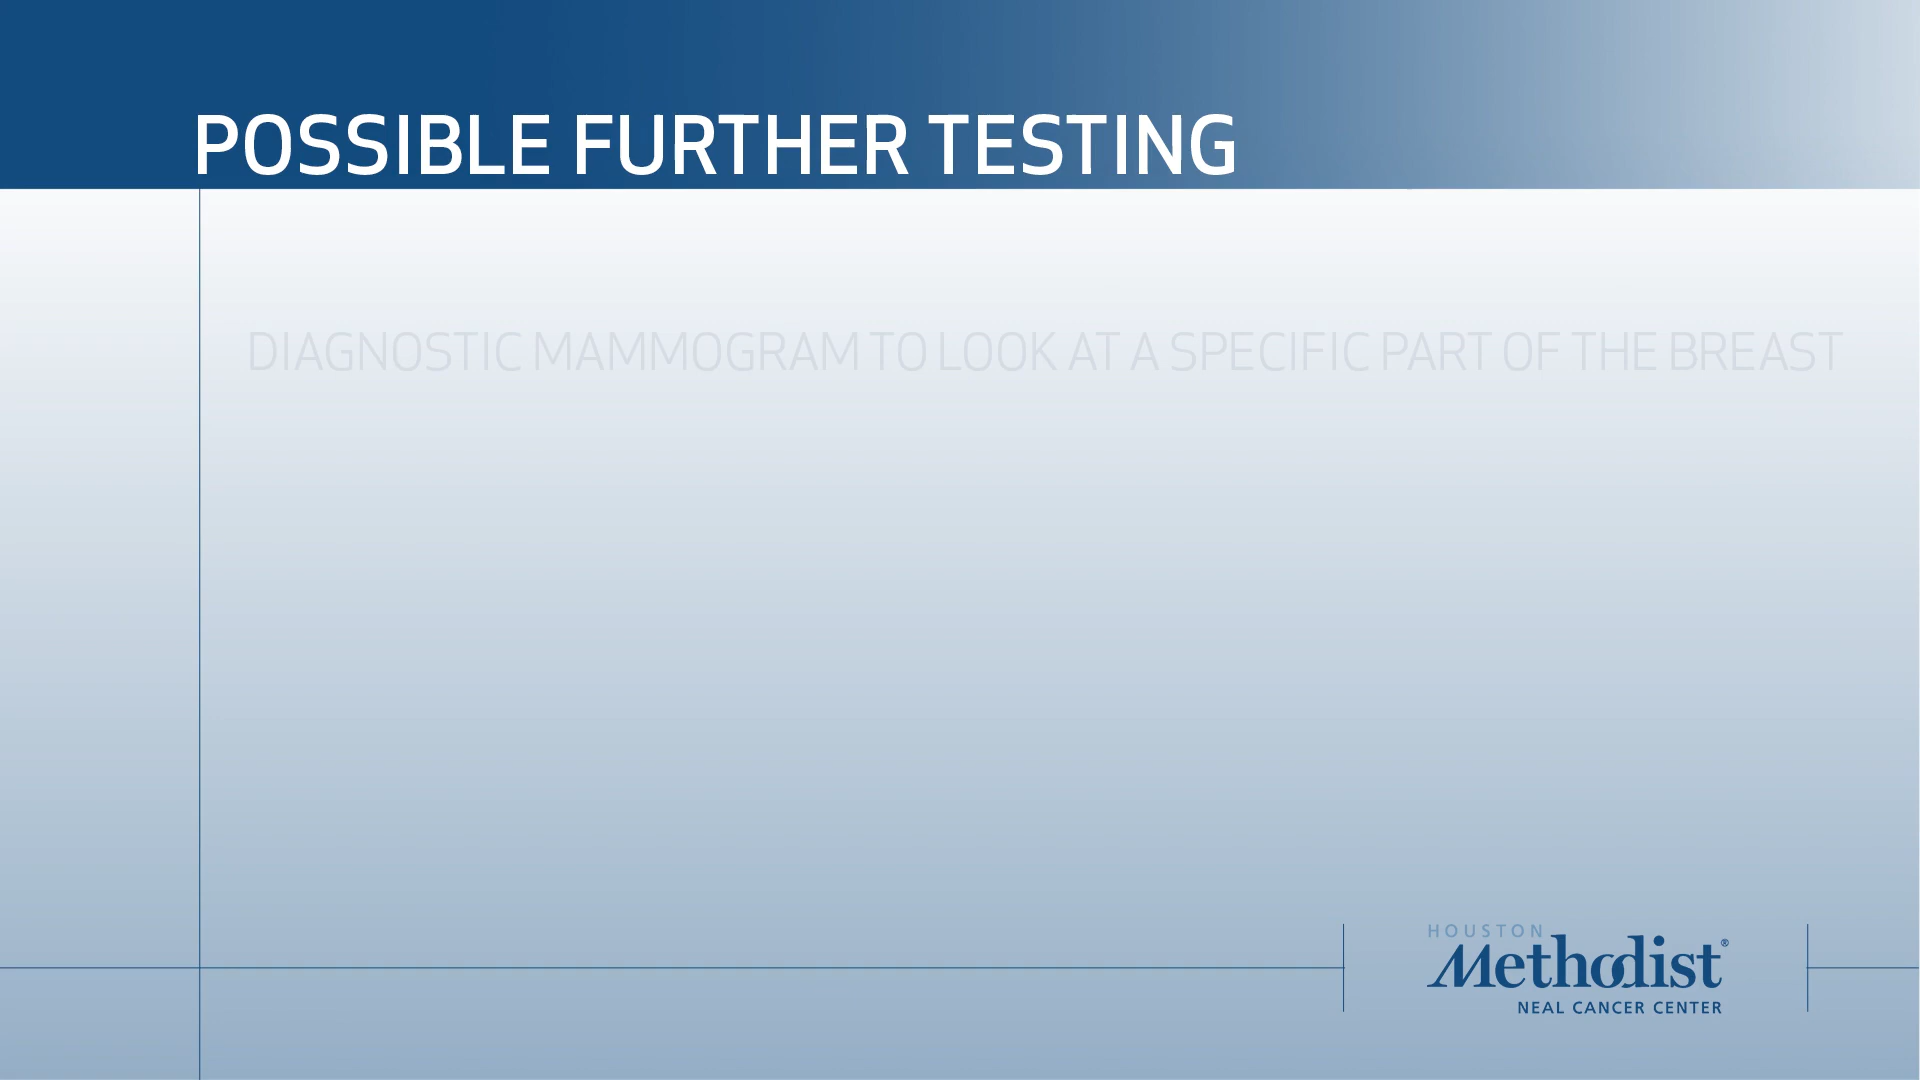 POSSIBLE FURTHER TESTING
DIAGNOSTIC MAMMOGRAM TO LOOK AT A SPECIFIC PART OF THE BREAST
HOUSTON
Methodist®
NEAL CANCER CENTER